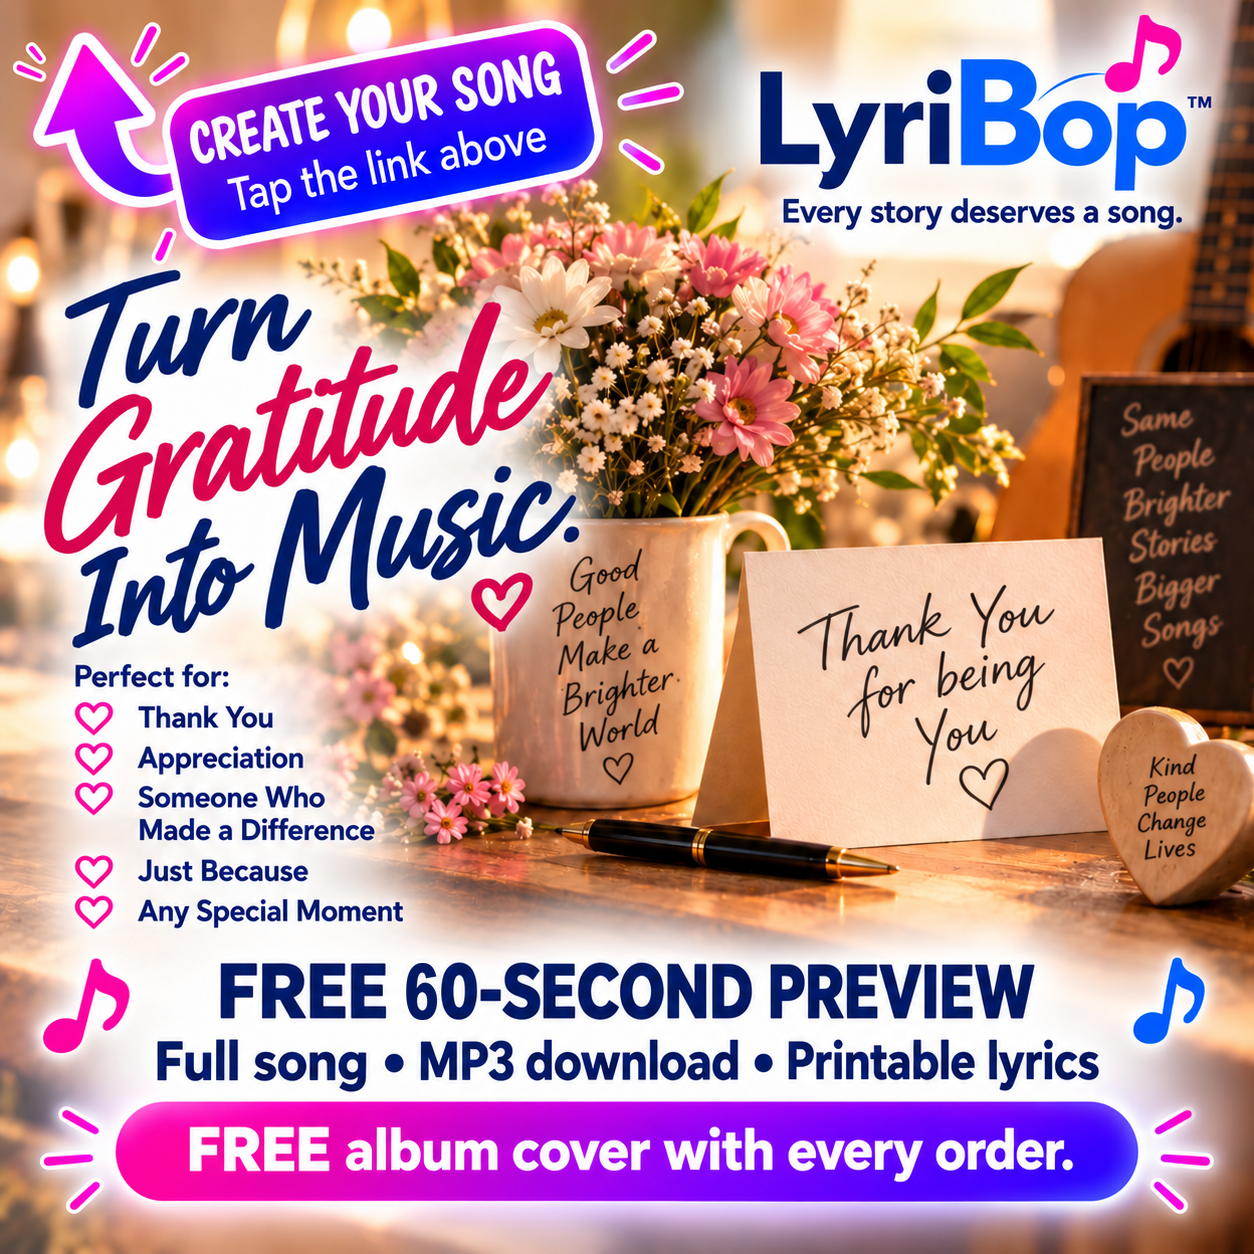 CREATE YOUR SONG
Tap the link above
LyriBop™
Every story deserves a song.
Turn
Gratitude
Into Music.
Perfect for:
Thank You
Appreciation
Someone Who
Made a Difference
Just Because
Any Special Moment
Good
People
Make a
Brighter
World
Thank You
for being
You
Same
People
Brighter
Stories
Bigger
Songs
Kind
People
Change
Lives
FREE 60-SECOND PREVIEW
Full song • MP3 download • Printable lyrics
FREE album cover with every order.